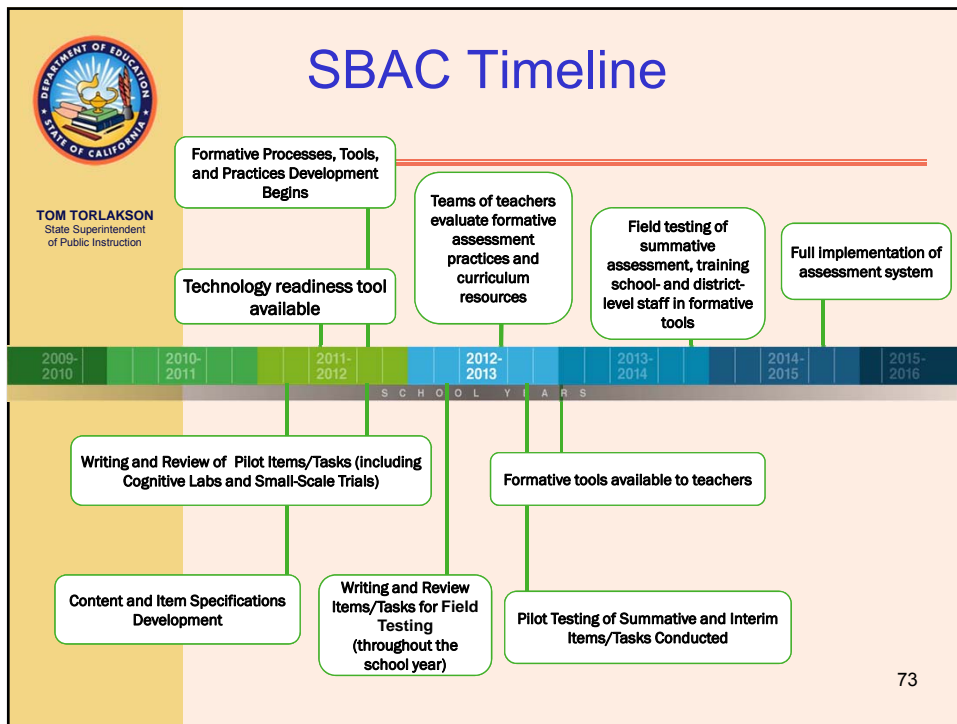 SBAC Timeline
DEPARTMENT OF EDUCATION
STATE OF CALIFORNIA
TOM TORLAKSON
State Superintendent
of Public Instruction
Formative Processes, Tools,
and Practices Development
Begins
Technology readiness tool
available
Teams of teachers
evaluate formative
assessment
practices and
curriculum
resources
Field testing of
summative
assessment, training
school- and district-
level staff in formative
tools
Full implementation of
assessment system
2009-
2010
2010-
2011
2011-
2012
2012-
2013
2013-
2014
2014-
2015
2015-
2016
SCHOOL YEARS
Writing and Review of Pilot Items/Tasks (including
Cognitive Labs and Small-Scale Trials)
Formative tools available to teachers
Content and Item Specifications
Development
Writing and Review
Items/Tasks for Field
Testing
(throughout the
school year)
Pilot Testing of Summative and Interim
Items/Tasks Conducted
73